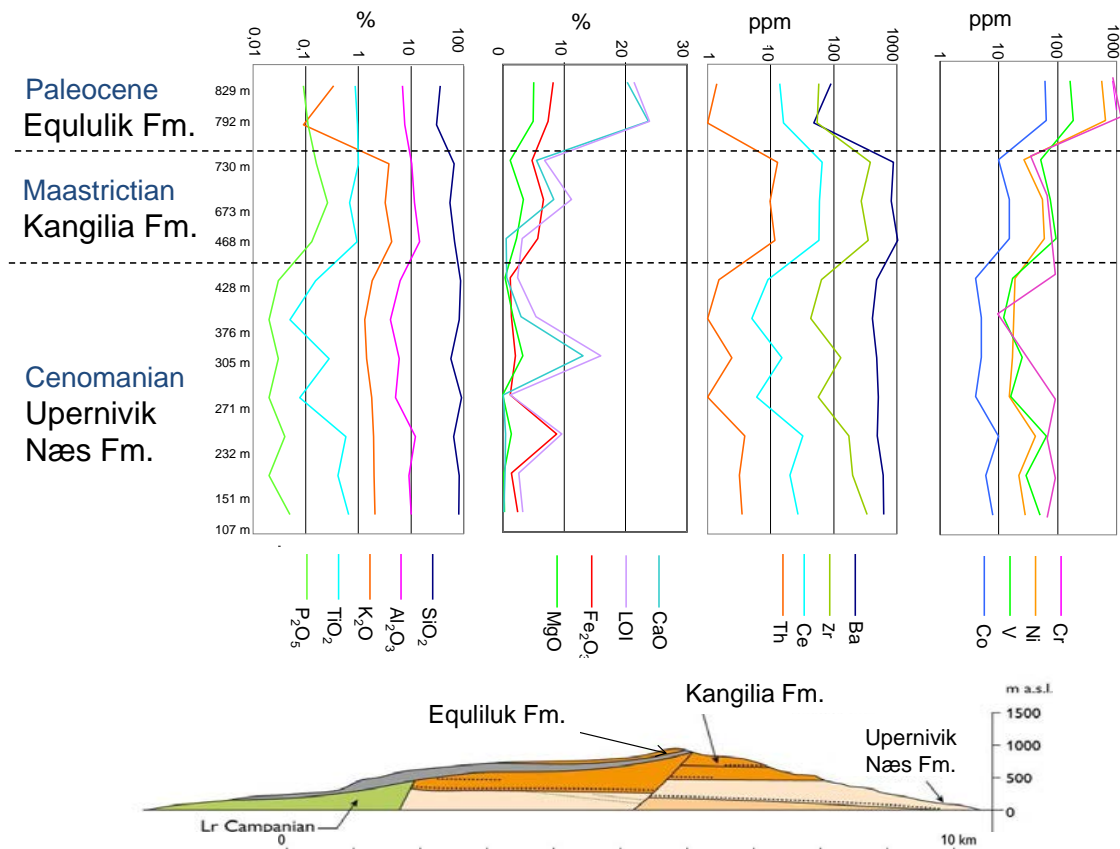 % % ppm ppm
0,01 0,1 1 10 100
0 10 20 30
1 10 100 1000
1 10 100 1000
Paleocene
Eqululik Fm.
Maastrictian
Kangilia Fm.
Cenomanian
Upernivik
Næs Fm.
829 m
792 m
730 m
673 m
468 m
428 m
376 m
305 m
271 m
232 m
151 m
107 m
P₂O₅
TiO₂
K₂O
Al₂O₃
SiO₂
MgO
Fe₂O₃
LOI
CaO
Th
Ce
Zr
Ba
Co
V
Ni
Cr
Equliluk Fm.
Kangilia Fm.
Upernivik
Næs Fm.
Lr Campanian
m a.s.l.
1500
1000
500
0
0 10 km